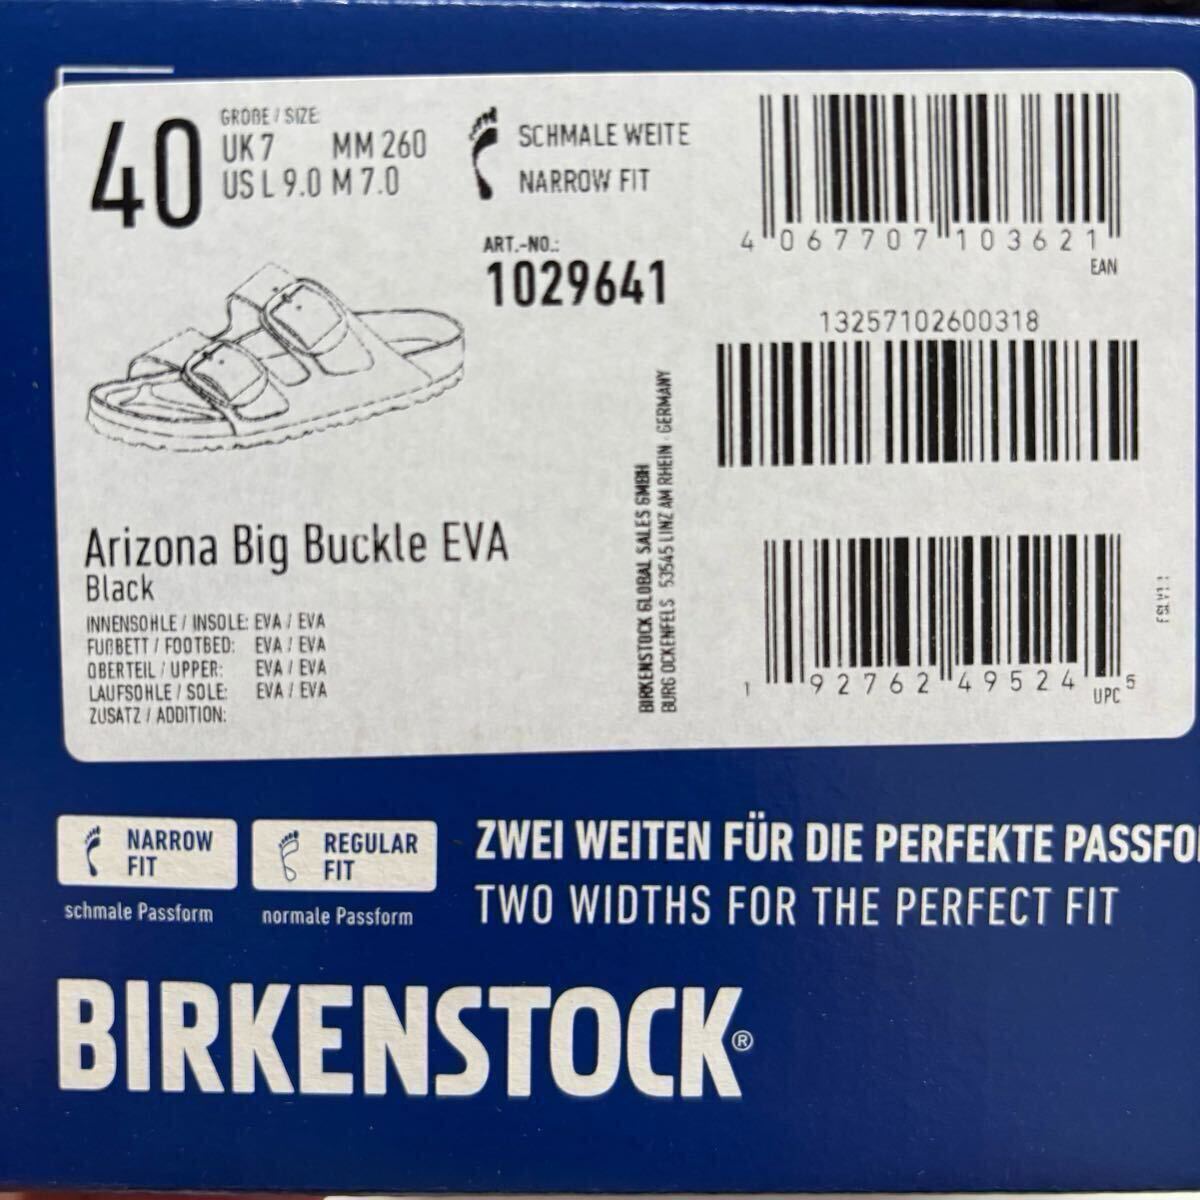 40
GRÖßE / SIZE
UK 7 MM 260
US L 9.0 M 7.0
SCHMALE WEITE
NARROW FIT
ART.-NO.:
1029641
4 067707 103621
EAN
13257102600318
Arizona Big Buckle EVA
Black
INNENSOHLE / INSOLE: EVA / EVA
FUßBETT / FOOTBED: EVA / EVA
OBERTEIL / UPPER: EVA / EVA
LAUFSOHLE / SOLE: EVA / EVA
ZUSATZ / ADDITION:
BIRKENSTOCK GLOBAL SALES GMBH
BURG OCKENFELS 53545 LINZ AM RHEIN · GERMANY
1 92762 49524 5
UPC
FSLV1.1
NARROW
FIT
schmale Passform
REGULAR
FIT
normale Passform
ZWEI WEITEN FÜR DIE PERFEKTE PASSFO
TWO WIDTHS FOR THE PERFECT FIT
BIRKENSTOCK®